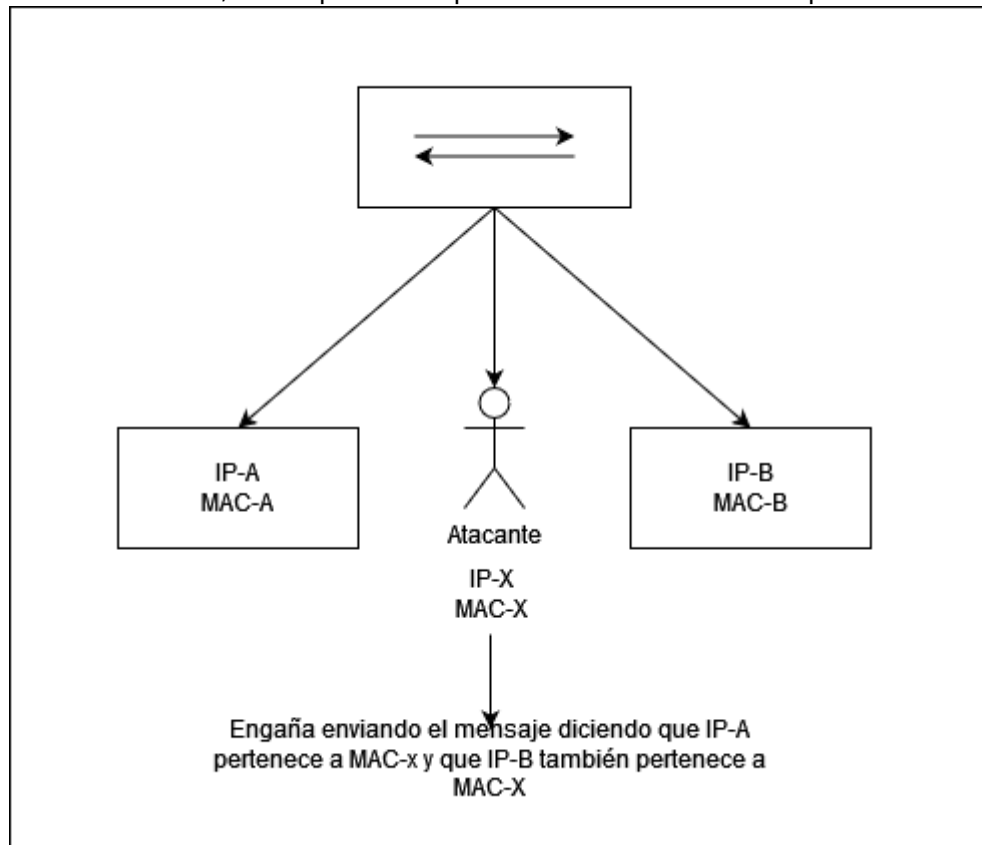 IP-A
MAC-A
IP-B
MAC-B
Atacante
IP-X
MAC-X
Engaña enviando el mensaje diciendo que IP-A
pertenece a MAC-x y que IP-B también pertenece a
MAC-X